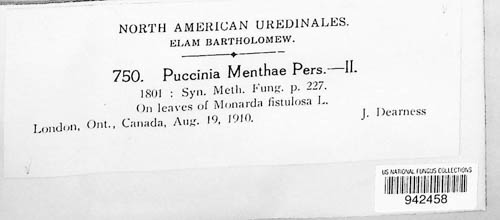 NORTH AMERICAN UREDINALES.
ELAM BARTHOLOMEW.
750. Puccinia Menthae Pers.—II.
1801 : Syn. Meth. Fung. p. 227.
On leaves of Monarda fistulosa L.
London, Ont., Canada, Aug. 19, 1910. J. Dearness
US NATIONAL FUNGUS COLLECTIONS
942458